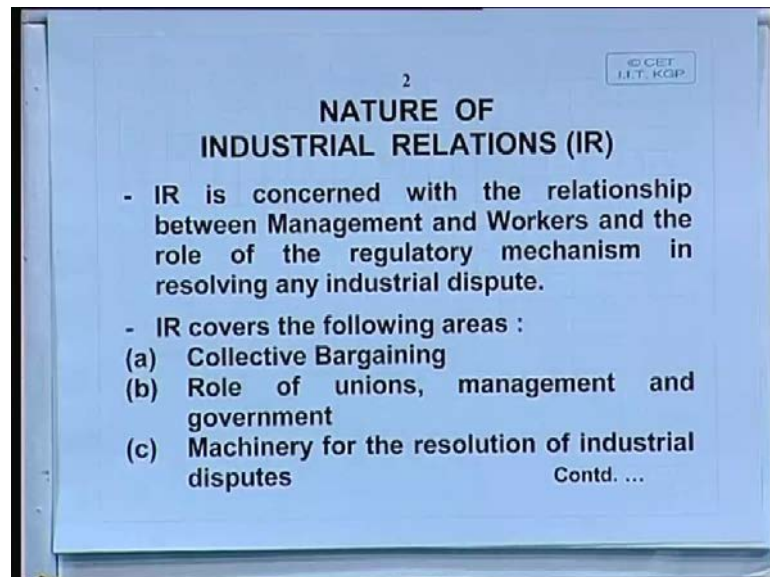 © CET
I.I.T. KGP
2
NATURE OF
INDUSTRIAL RELATIONS (IR)
- IR is concerned with the relationship
between Management and Workers and the
role of the regulatory mechanism in
resolving any industrial dispute.
- IR covers the following areas :
(a) Collective Bargaining
(b) Role of unions, management and
government
(c) Machinery for the resolution of industrial
disputes
Contd. ...